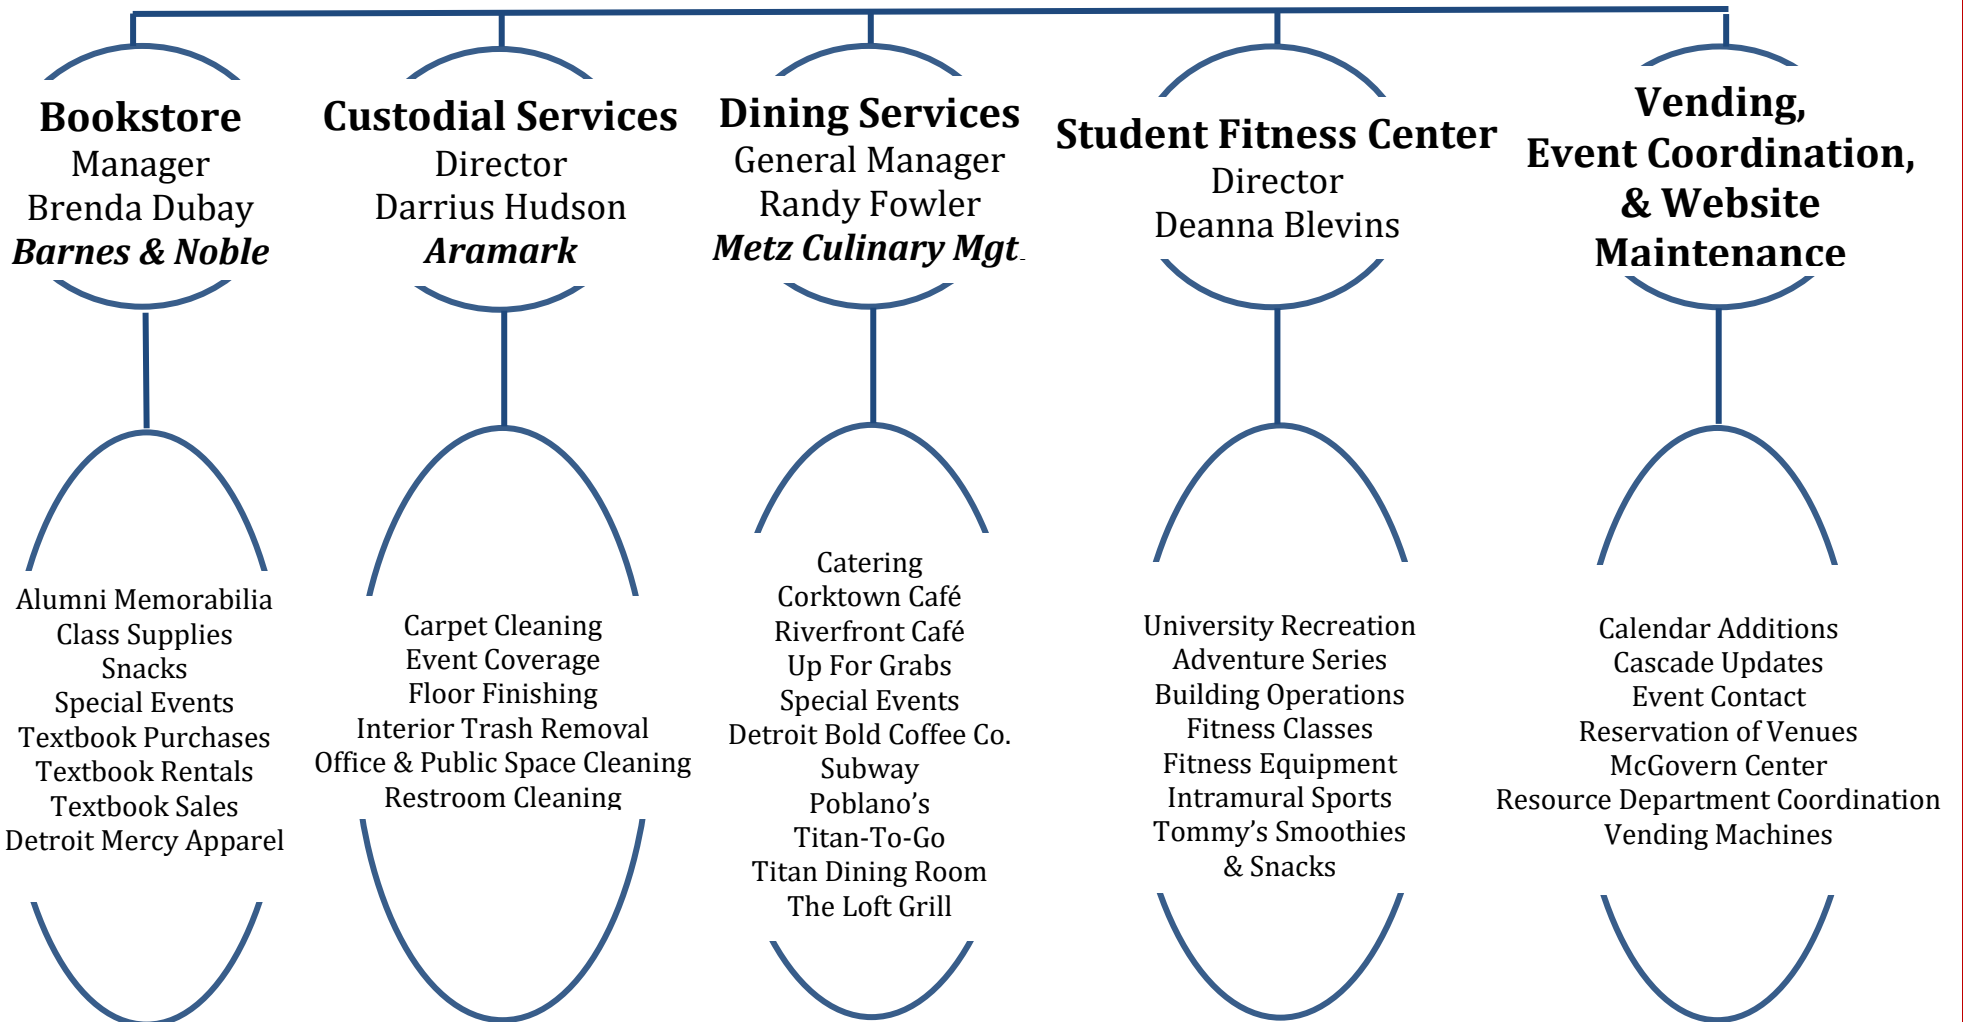 Bookstore
Manager
Brenda Dubay
Barnes & Noble
Custodial Services
Director
Darrius Hudson
Aramark
Dining Services
General Manager
Randy Fowler
Metz Culinary Mgt.
Student Fitness Center
Director
Deanna Blevins
Vending,
Event Coordination,
& Website
Maintenance
Alumni Memorabilia
Class Supplies
Snacks
Special Events
Textbook Purchases
Textbook Rentals
Textbook Sales
Detroit Mercy Apparel
Carpet Cleaning
Event Coverage
Floor Finishing
Interior Trash Removal
Office & Public Space Cleaning
Restroom Cleaning
Catering
Corktown Café
Riverfront Café
Up For Grabs
Special Events
Detroit Bold Coffee Co.
Subway
Poblano’s
Titan-To-Go
Titan Dining Room
The Loft Grill
University Recreation
Adventure Series
Building Operations
Fitness Classes
Fitness Equipment
Intramural Sports
Tommy’s Smoothies
& Snacks
Calendar Additions
Cascade Updates
Event Contact
Reservation of Venues
McGovern Center
Resource Department Coordination
Vending Machines